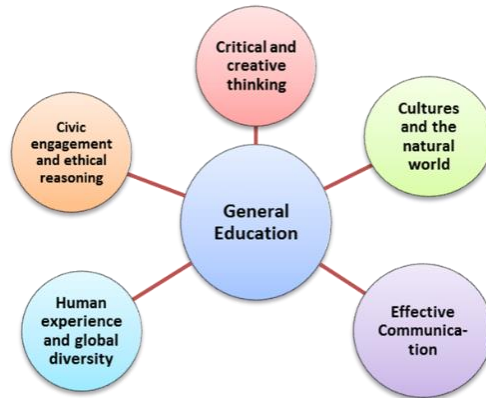 Critical and
creative
thinking
Civic
engagement
and ethical
reasoning
Cultures
and the
natural
world
General
Education
Human
experience
and global
diversity
Effective
Communica-
tion